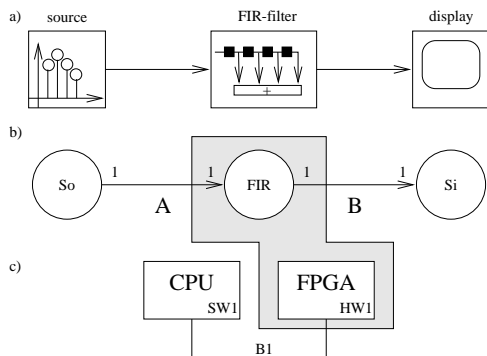 a) source FIR-filter display
+
b)
1 1 1 1
So FIR Si
A B
c)
CPU FPGA
SW1 HW1
B1